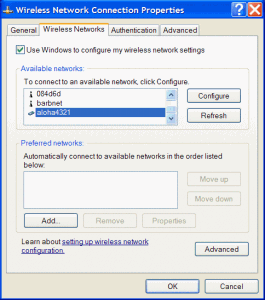 Wireless Network Connection Properties
General
Wireless Networks
Authentication
Advanced
Use Windows to configure my wireless network settings
Available networks:
To connect to an available network, click Configure.
084d6d
barbnet
aloha4321
Configure
Refresh
Preferred networks:
Automatically connect to available networks in the order listed
below:
Move up
Move down
Add...
Remove
Properties
Learn about setting up wireless network
configuration.
Advanced
OK
Cancel